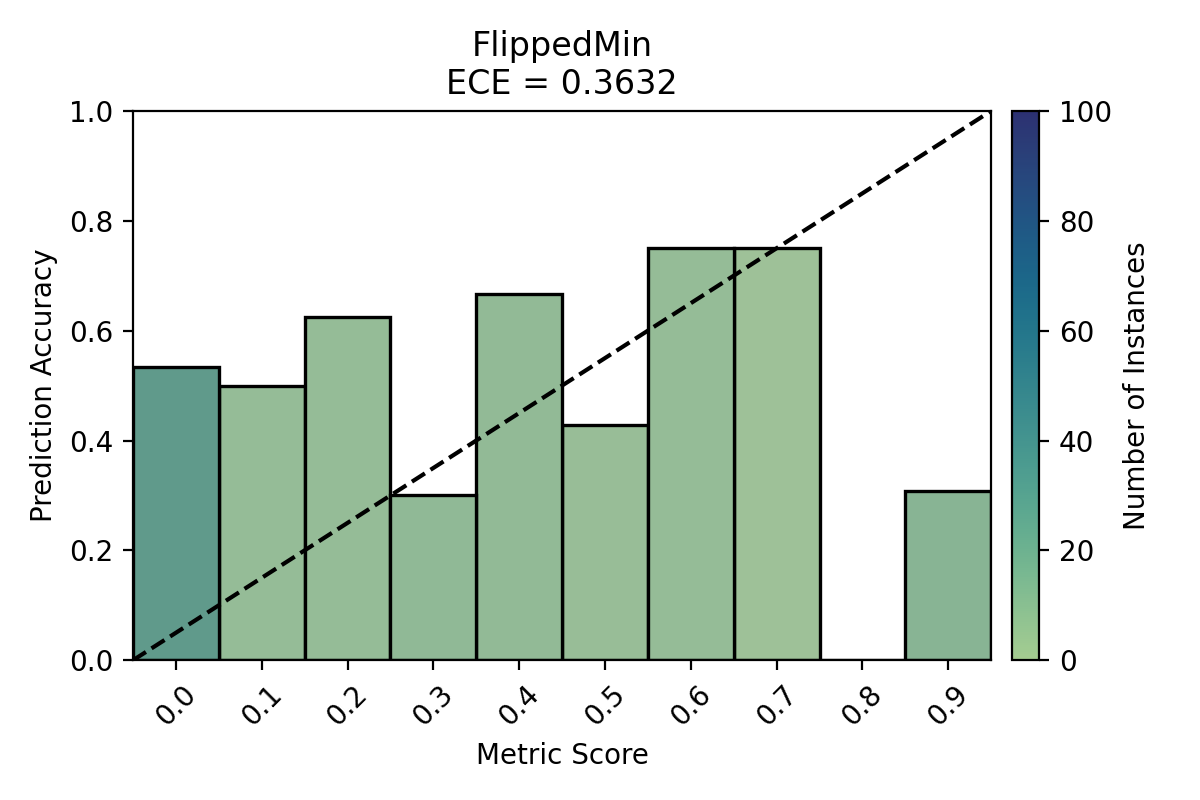 FlippedMin
ECE = 0.3632
1.0
0.8
0.6
0.4
0.2
0.0
Prediction Accuracy
0.0 0.1 0.2 0.3 0.4 0.5 0.6 0.7 0.8 0.9
Metric Score
100
80
60
40
20
0
Number of Instances